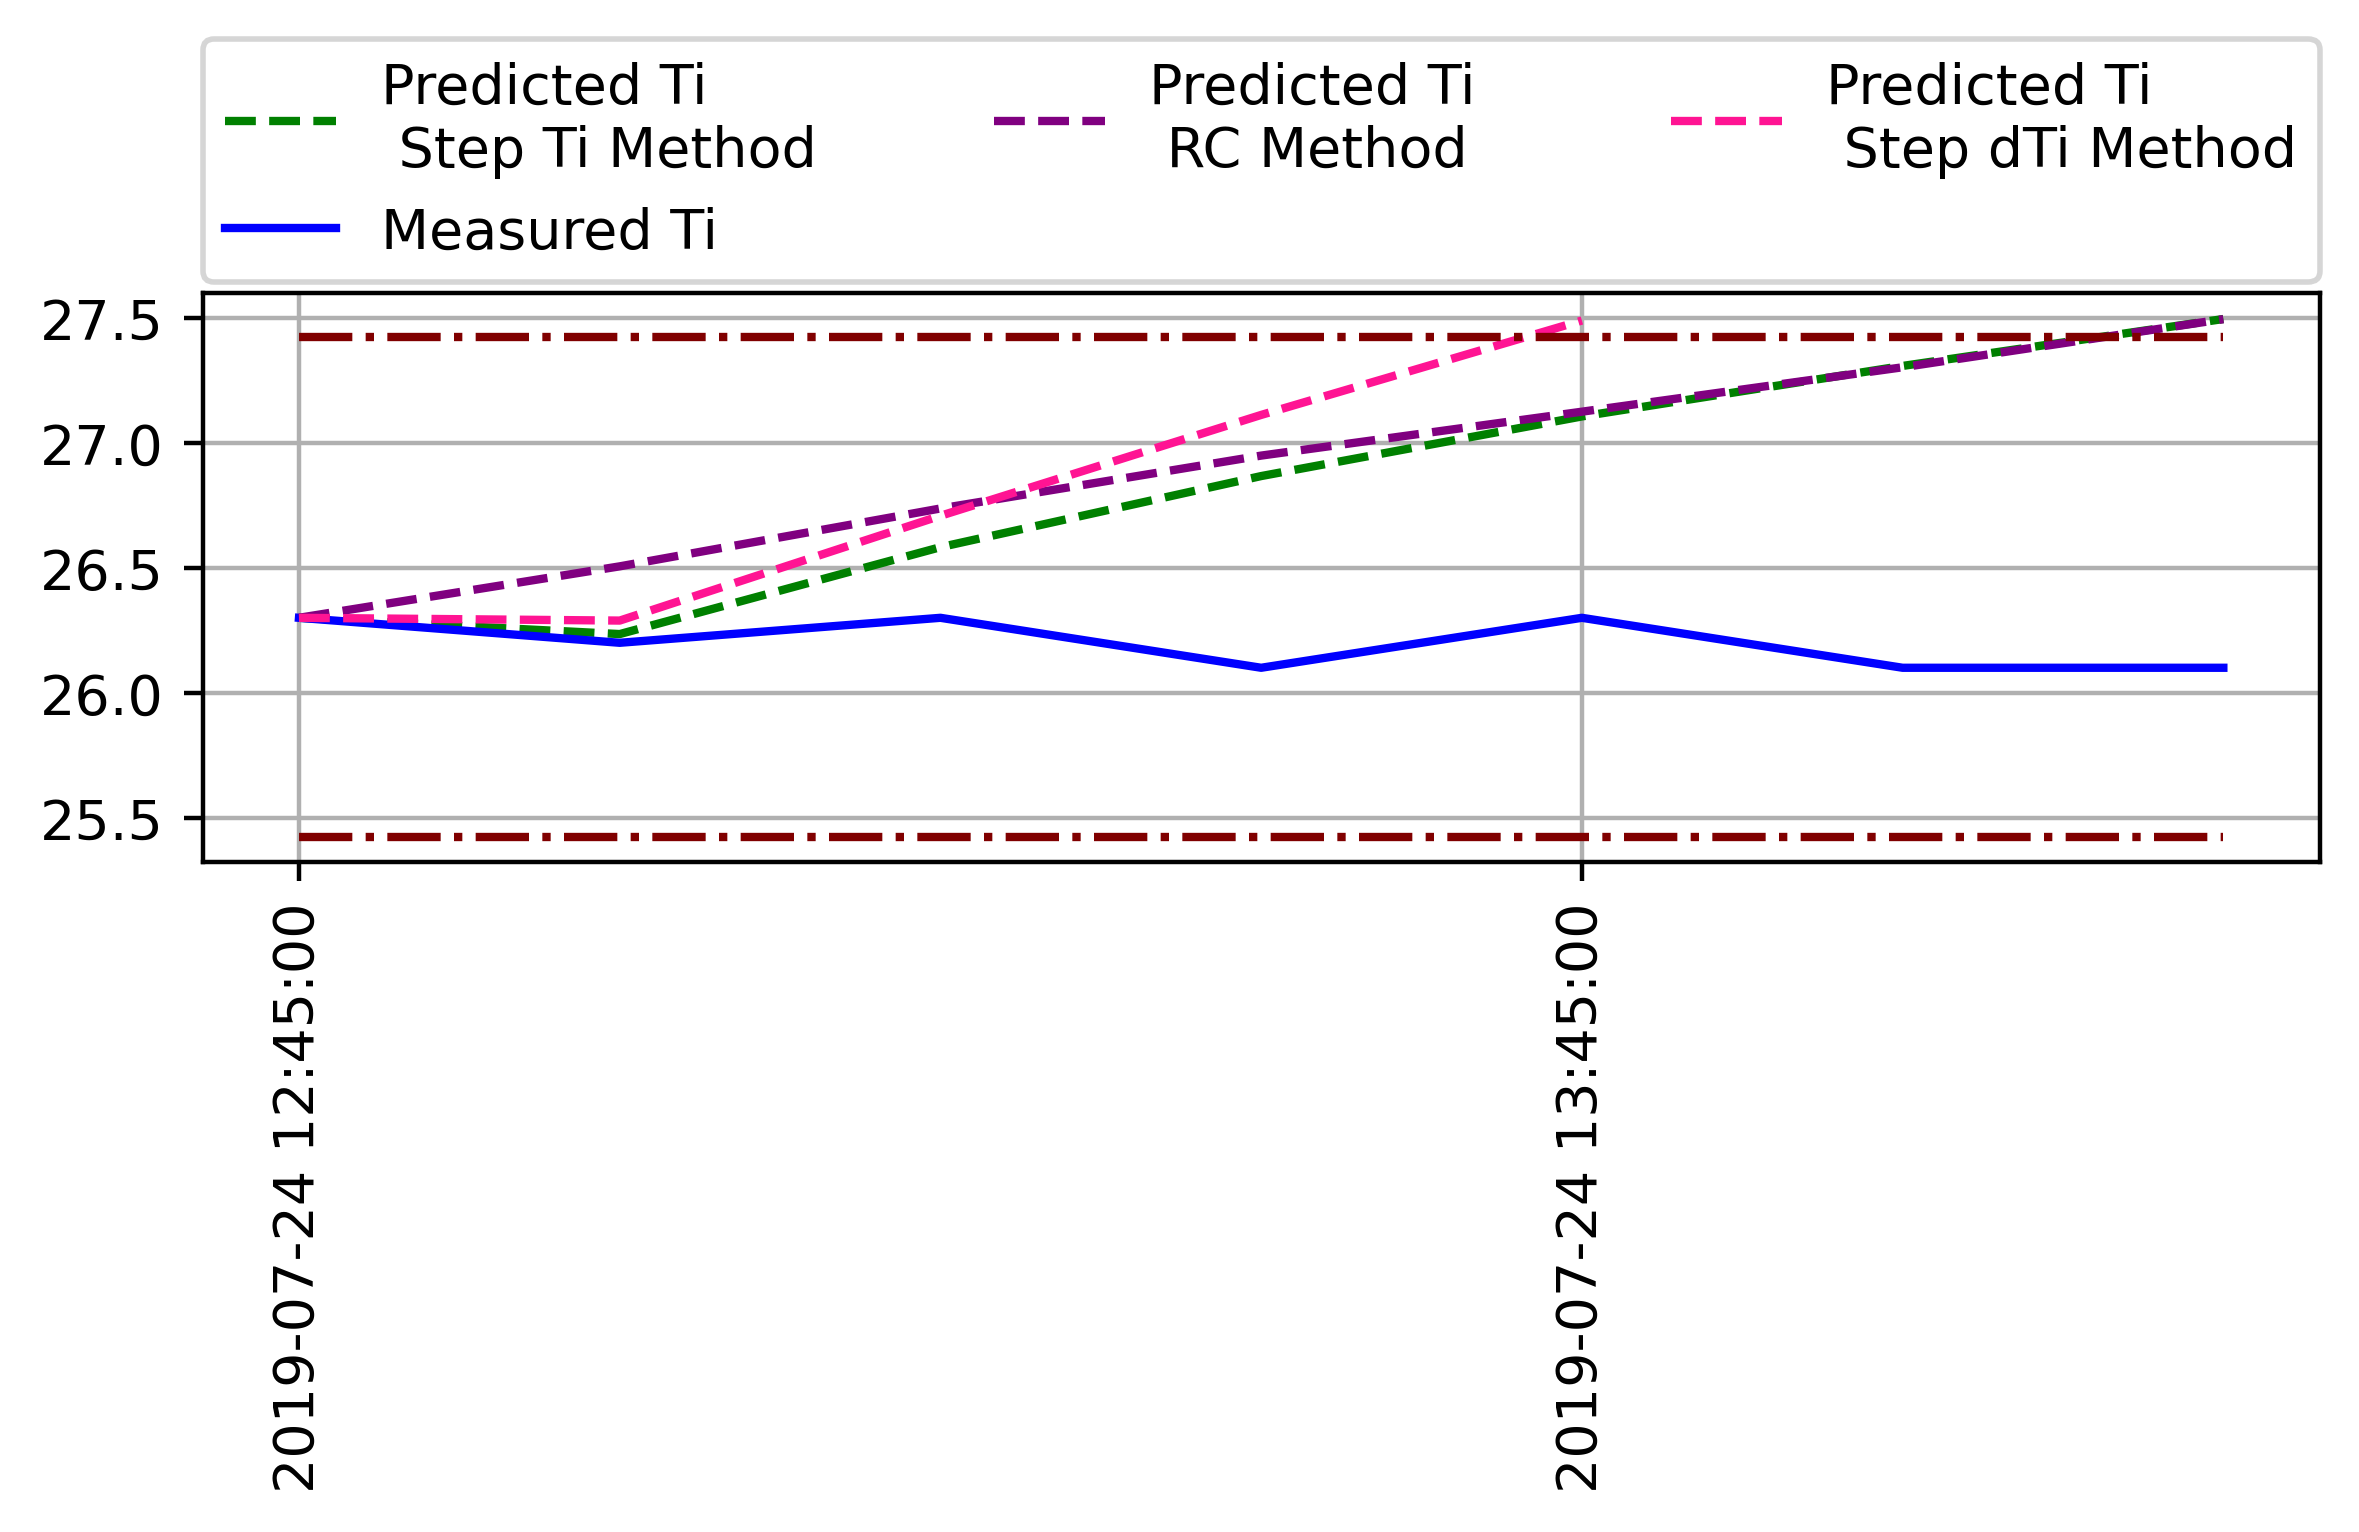 Predicted Ti
Step Ti Method
Predicted Ti
RC Method
Predicted Ti
Step dTi Method
Measured Ti
27.5
27.0
26.5
26.0
25.5
2019-07-24 12:45:00
2019-07-24 13:45:00